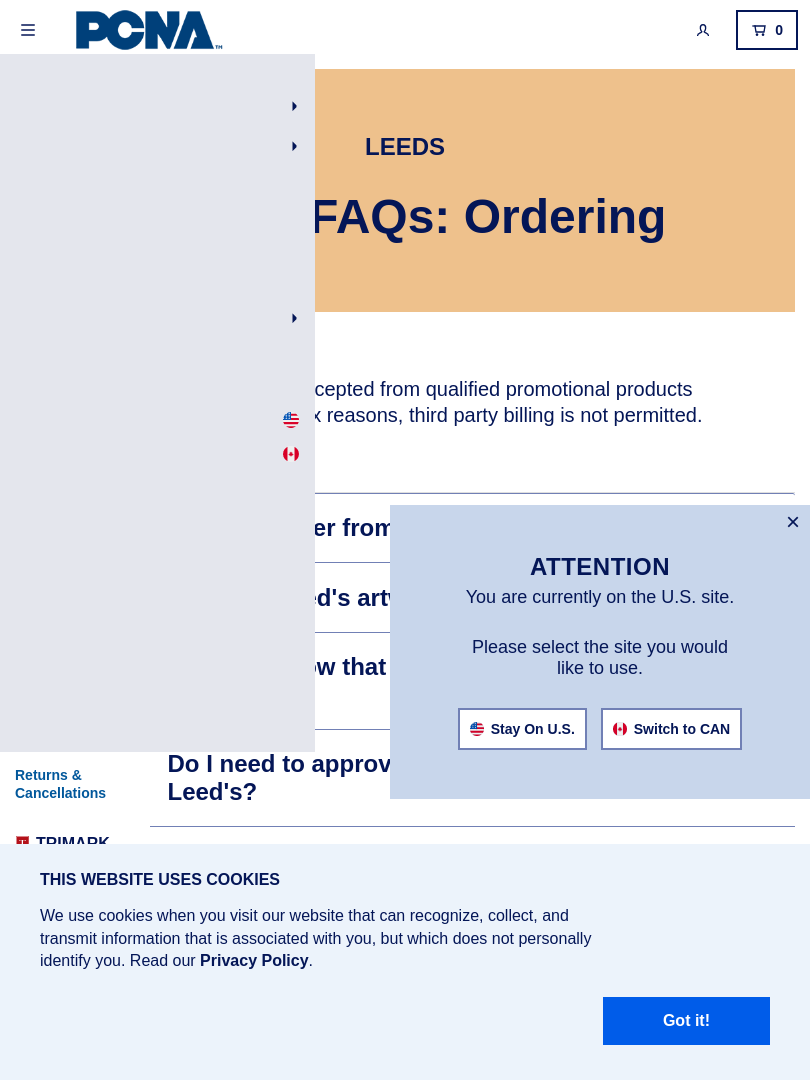 PCNA™
0
LEEDS
FAQs: Ordering
cepted from qualified promotional products
x reasons, third party billing is not permitted.
er from
ed's artw
ow that
Do I need to approv
Leed's?
Returns &
Cancellations
TRIMARK
×
ATTENTION
You are currently on the U.S. site.
Please select the site you would
like to use.
Stay On U.S.
Switch to CAN
THIS WEBSITE USES COOKIES
We use cookies when you visit our website that can recognize, collect, and
transmit information that is associated with you, but which does not personally
identify you. Read our Privacy Policy.
Got it!